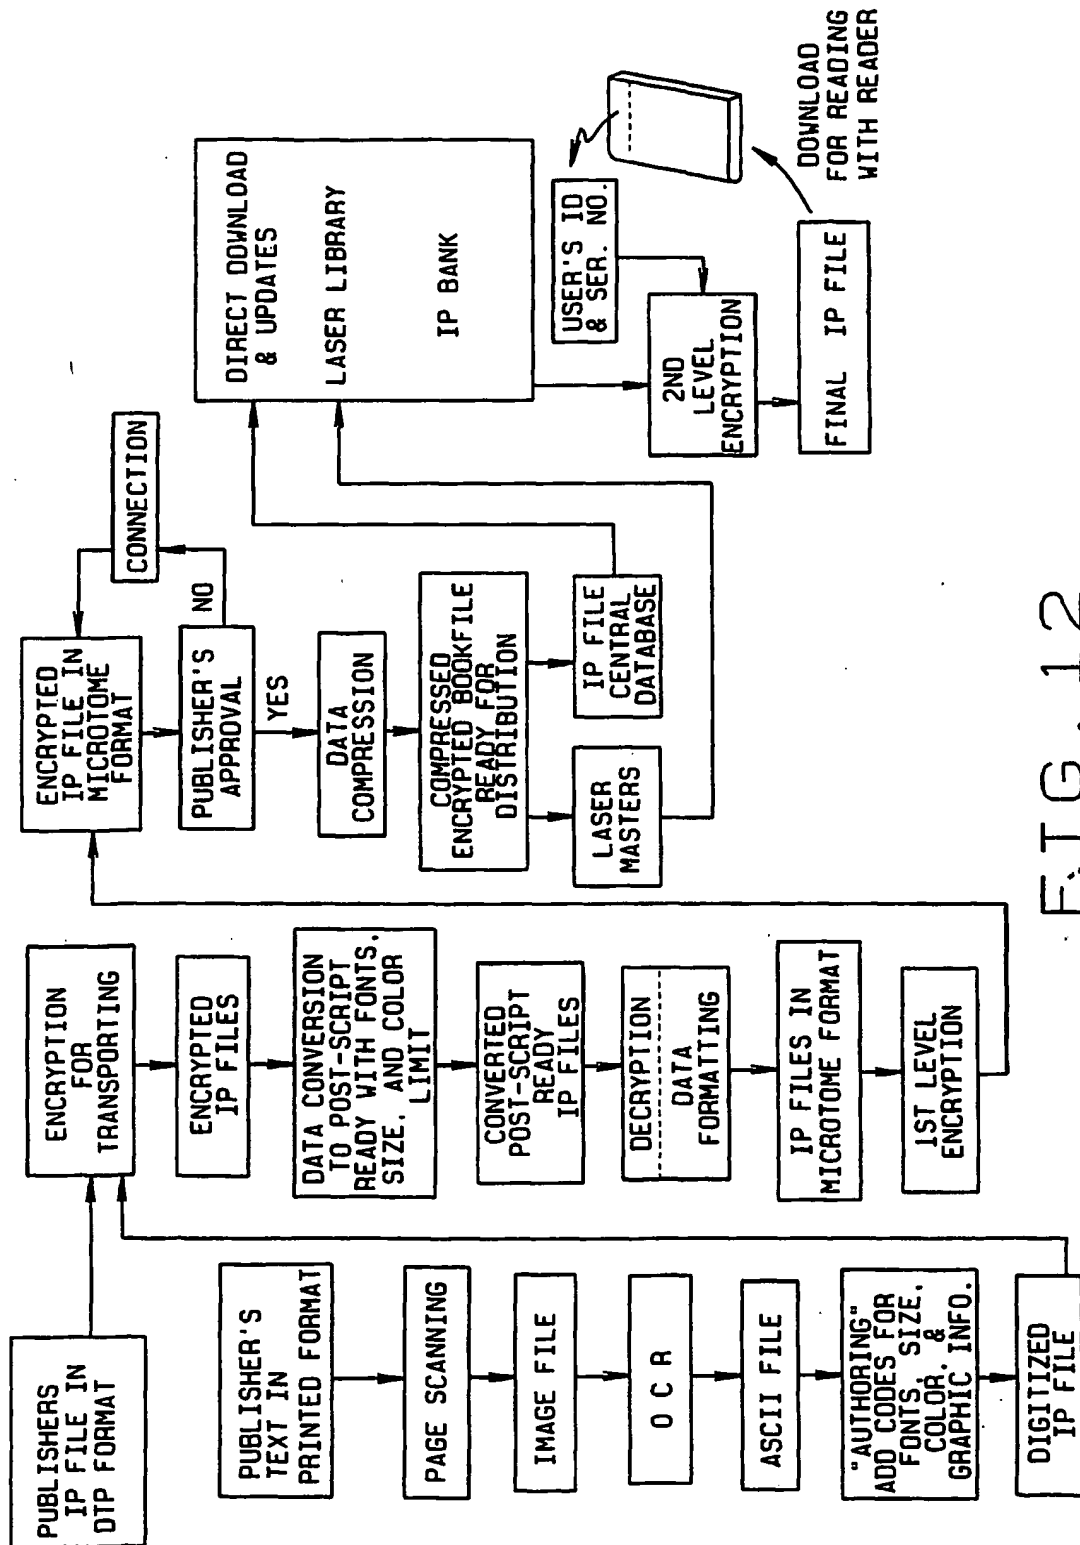 PUBLISHERS
IP FILE IN
DTP FORMAT
PUBLISHER'S
TEXT IN
PRINTED FORMAT
PAGE SCANNING
IMAGE FILE
O C R
ASCII FILE
"AUTHORING"
ADD CODES FOR
FONTS, SIZE,
COLOR, &
GRAPHIC INFO.
DIGITIZED
IP FILE
ENCRYPTION
FOR
TRANSPORTING
ENCRYPTED
IP FILES
DATA CONVERSION
TO POST-SCRIPT
READY WITH FONTS,
SIZE, AND COLOR
LIMIT
CONVERTED
POST-SCRIPT
READY
IP FILES
DECRYPTION
DATA
FORMATTING
IP FILES IN
MICROTOME FORMAT
1ST LEVEL
ENCRYPTION
ENCRYPTED
IP FILE IN
MICROTOME
FORMAT
CONNECTION
PUBLISHER'S
APPROVAL
NO
YES
DATA
COMPRESSION
COMPRESSED
ENCRYPTED BOOKFILE
READY FOR
DISTRIBUTION
LASER
MASTERS
IP FILE
CENTRAL
DATABASE
DIRECT DOWNLOAD
& UPDATES
LASER LIBRARY
IP BANK
USER'S ID
& SER. NO.
2ND
LEVEL
ENCRYPTION
FINAL IP FILE
DOWNLOAD
FOR READING
WITH READER
FIG. 12